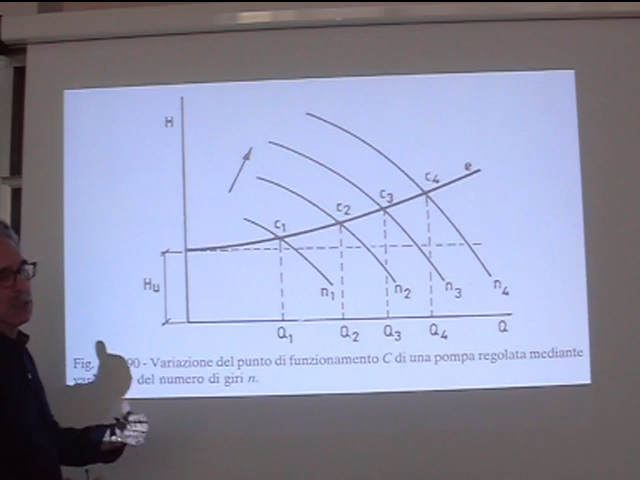 H
e
C4
C3
C2
C1
Hu
n1
n2
n3
n4
Q1
Q2
Q3
Q4
Q
Fig. 90 - Variazione del punto di funzionamento C di una pompa regolata mediante
del numero di giri n.